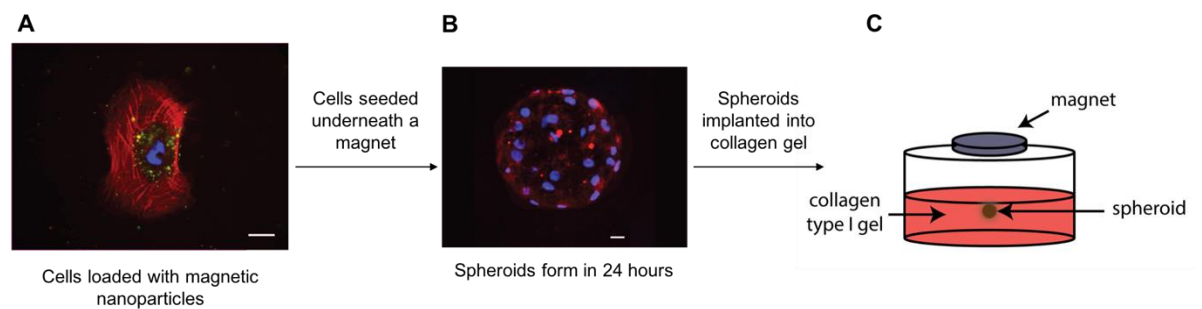 A
B
C
Cells seeded
underneath a
magnet
Spheroids
implanted into
collagen gel
magnet
collagen
type I gel
spheroid
Cells loaded with magnetic
nanoparticles
Spheroids form in 24 hours